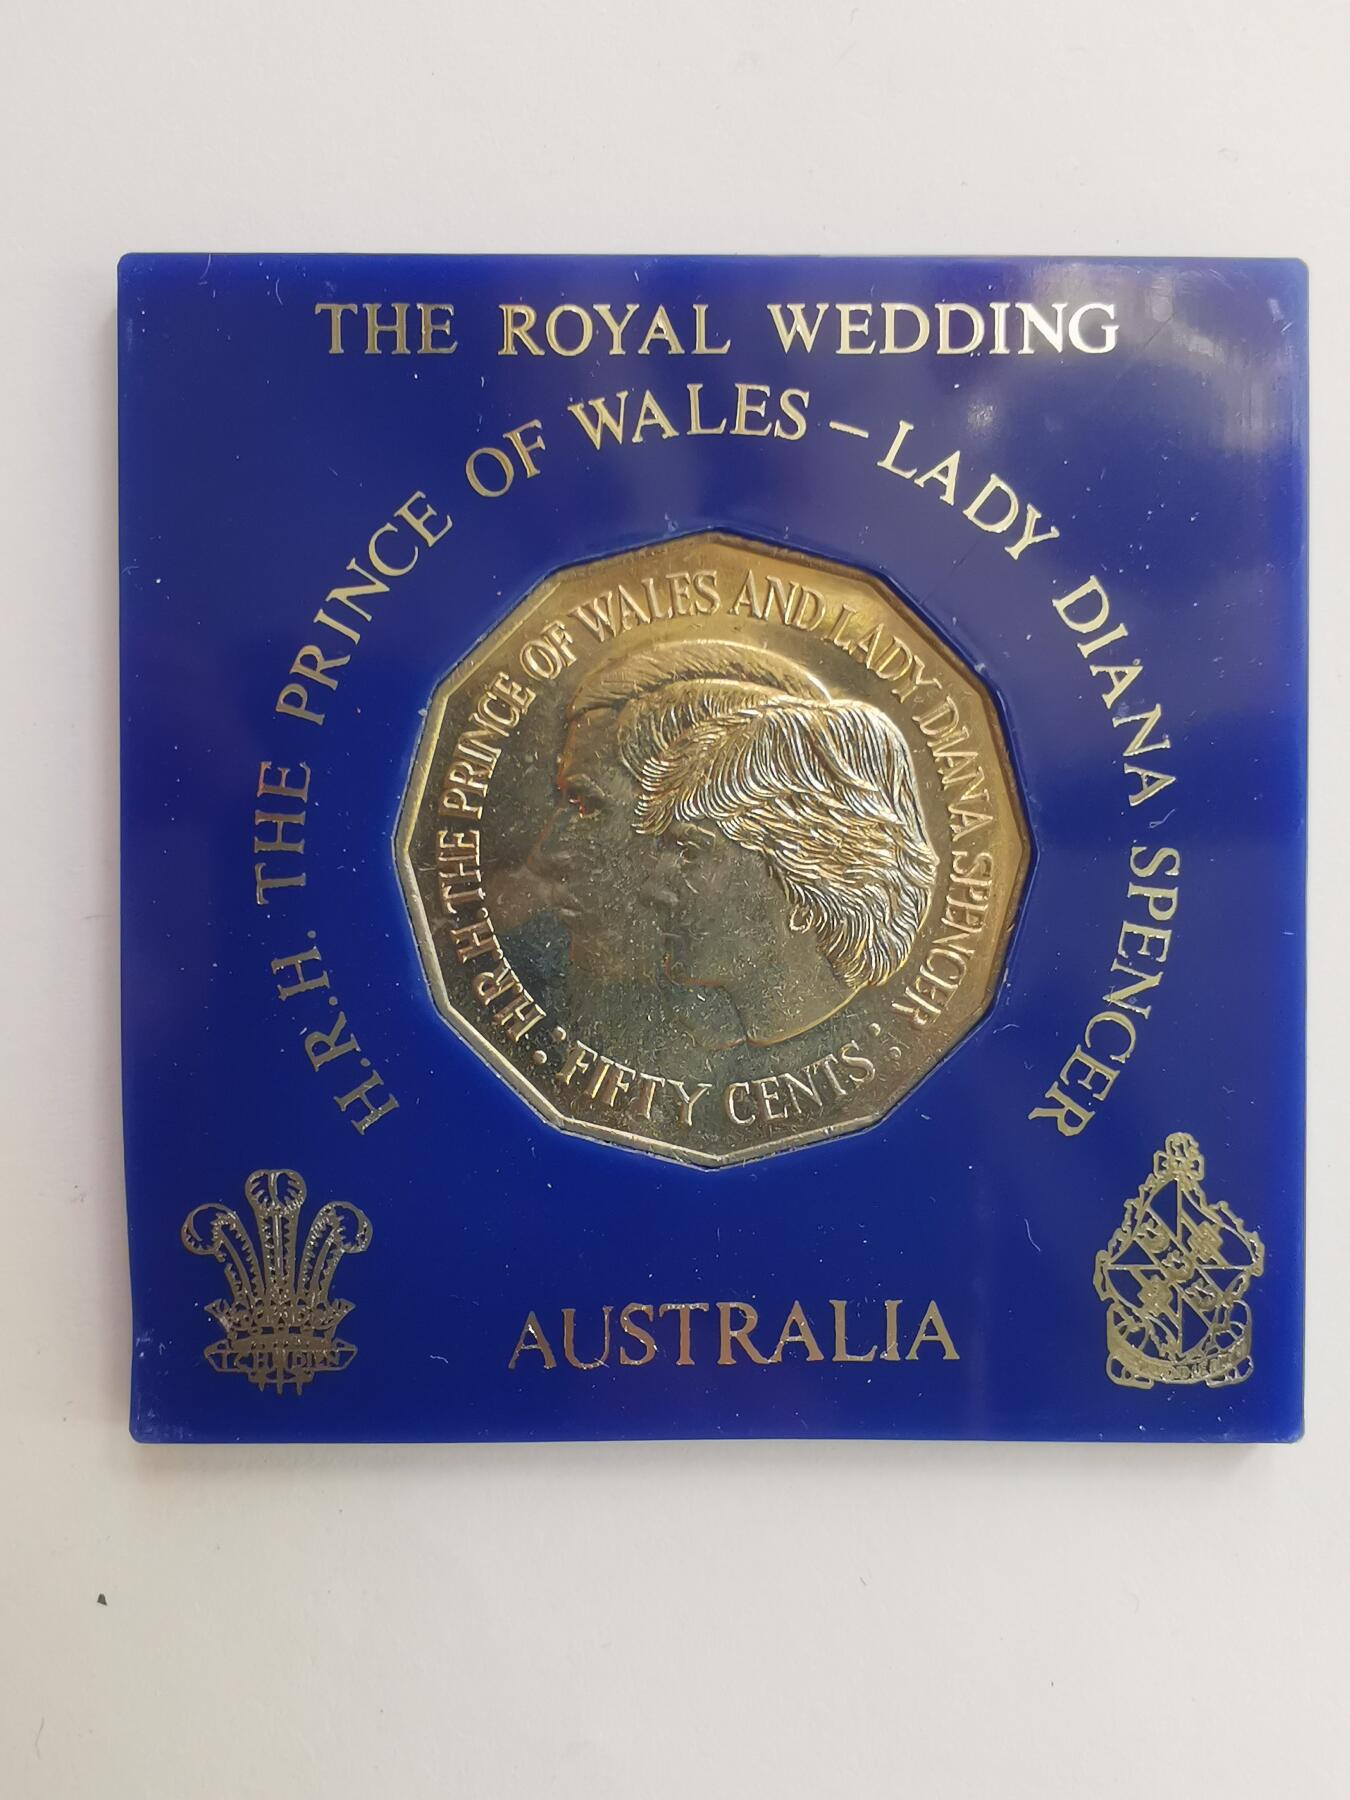 THE ROYAL WEDDING
H.R.H. THE PRINCE OF WALES – LADY DIANA SPENCER
H.R.H. THE PRINCE OF WALES AND LADY DIANA SPENCER
: FIFTY CENTS :
AUSTRALIA